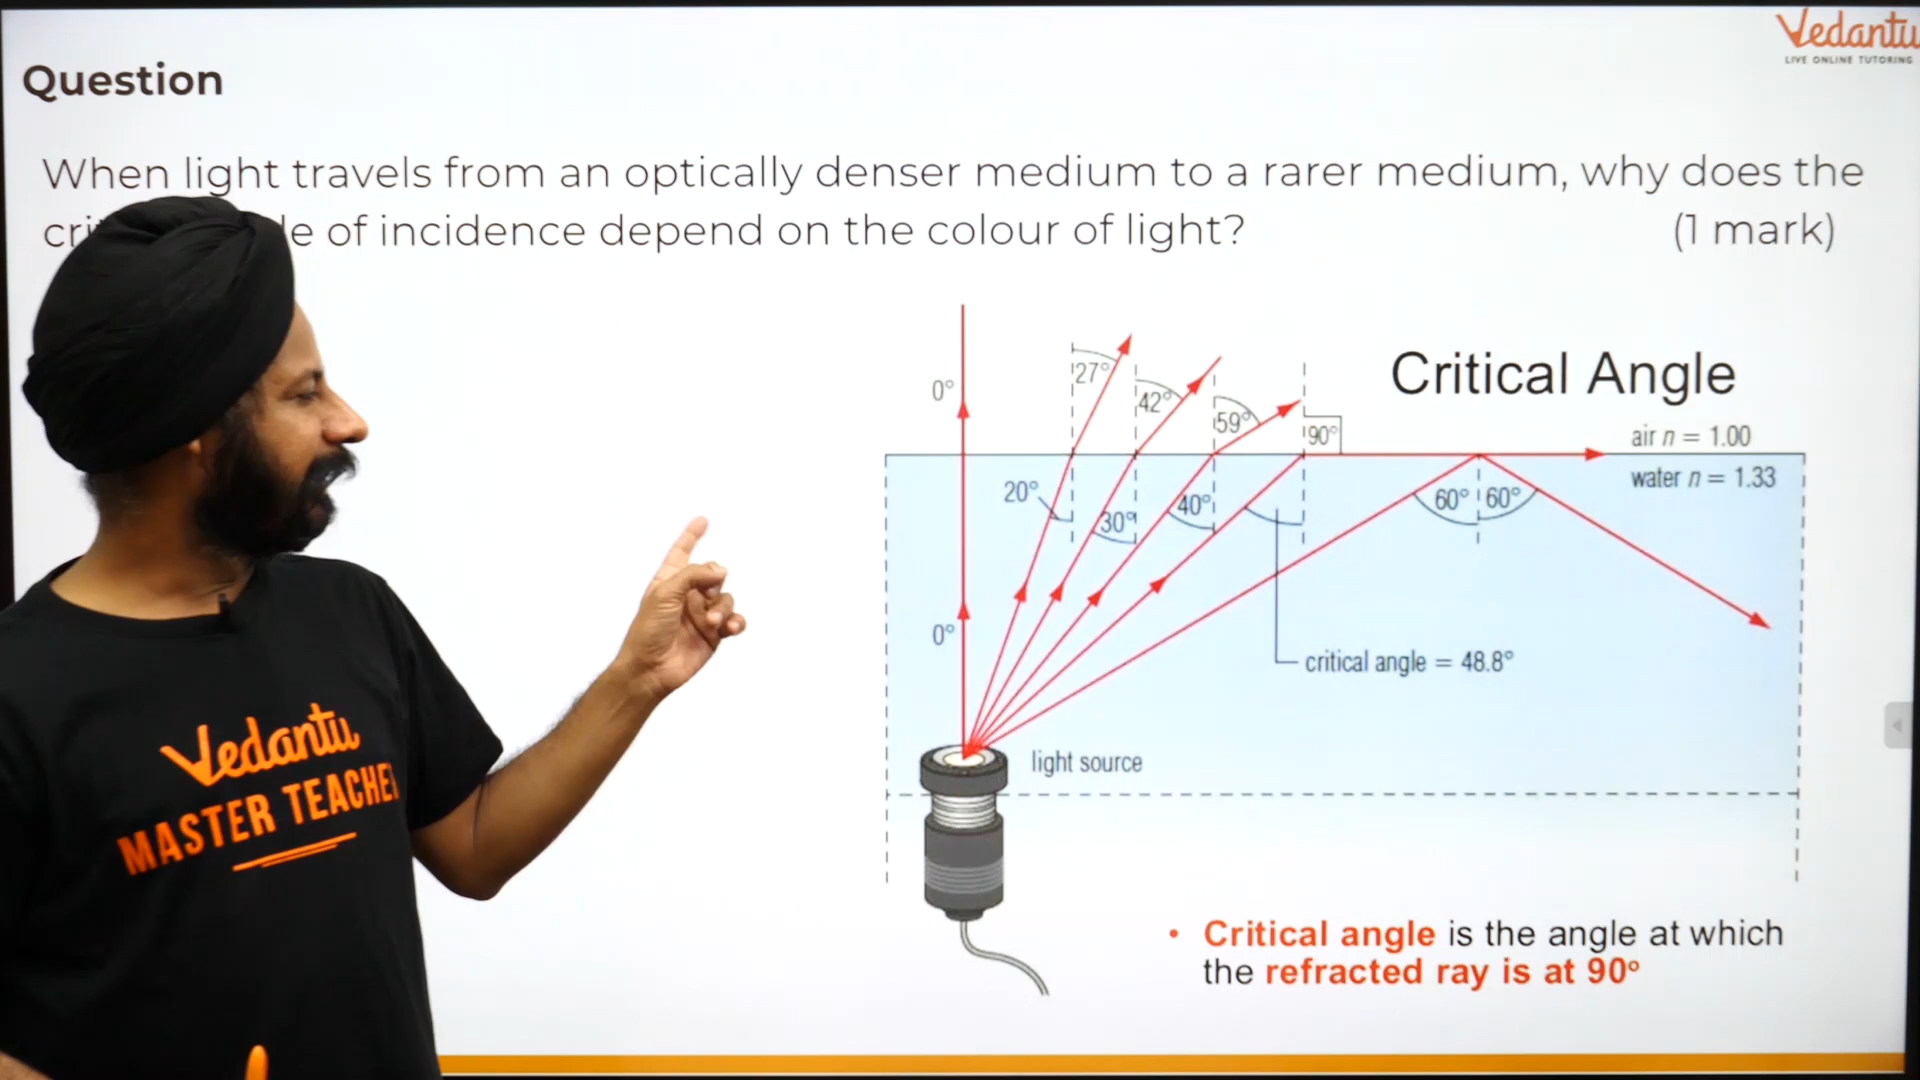 Vedantu
LIVE ONLINE TUTORING
Question
When light travels from an optically denser medium to a rarer medium, why does the
of incidence depend on the colour of light? (1 mark)
Critical Angle
0°
27°
42°
59°
90°
air n = 1.00
water n = 1.33
20°
30°
40°
60° 60°
0°
critical angle = 48.8°
light source
• Critical angle is the angle at which
the refracted ray is at 90°
Vedantu
MASTER TEACHER